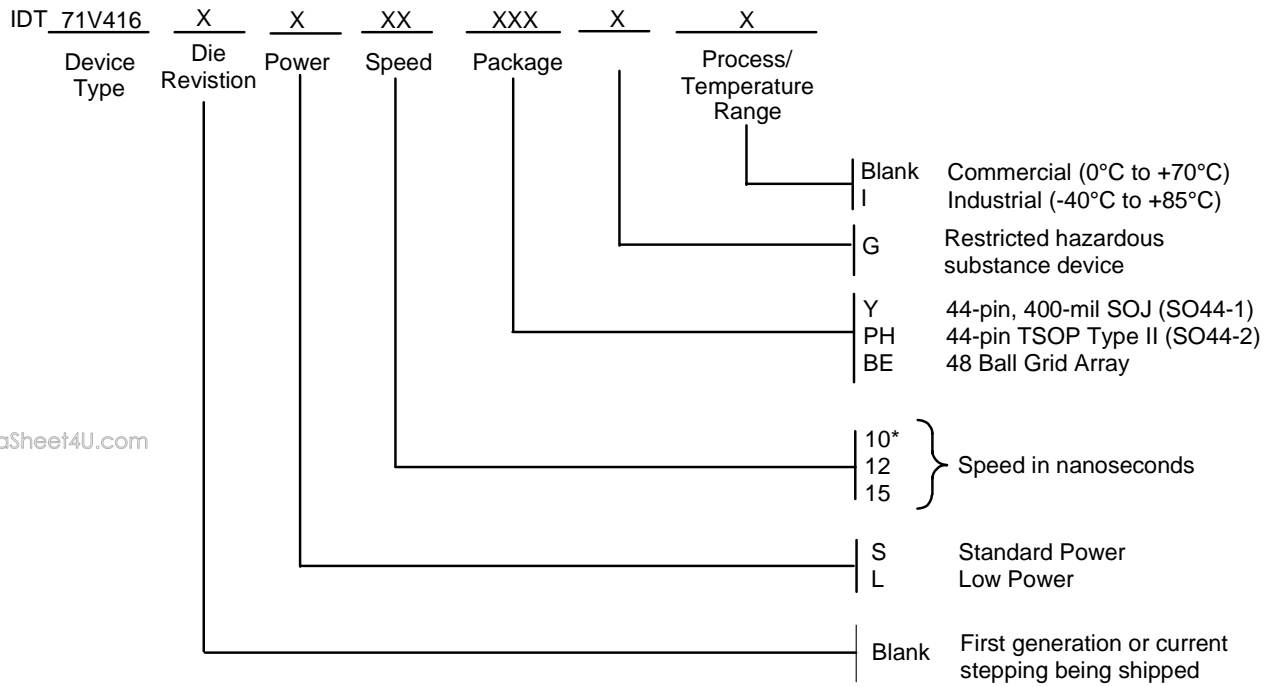 IDT 71V416 X X XX XXX X X
Device Type
Die Revistion
Power
Speed
Package
Process/ Temperature Range
Blank Commercial (0°C to +70°C)
I Industrial (-40°C to +85°C)
G Restricted hazardous
substance device
Y 44-pin, 400-mil SOJ (SO44-1)
PH 44-pin TSOP Type II (SO44-2)
BE 48 Ball Grid Array
aSheet4U.com
10*
12 Speed in nanoseconds
15
S Standard Power
L Low Power
Blank First generation or current
stepping being shipped